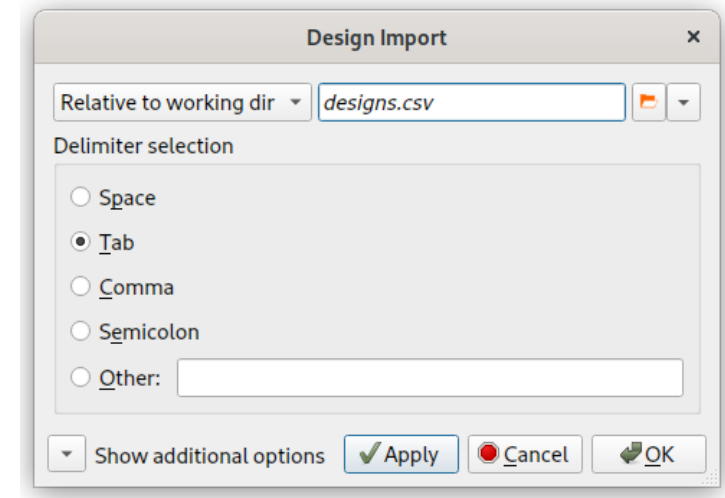 Design Import
Relative to working dir designs.csv
Delimiter selection
Space
Tab
Comma
Semicolon
Other:
Show additional options Apply Cancel OK